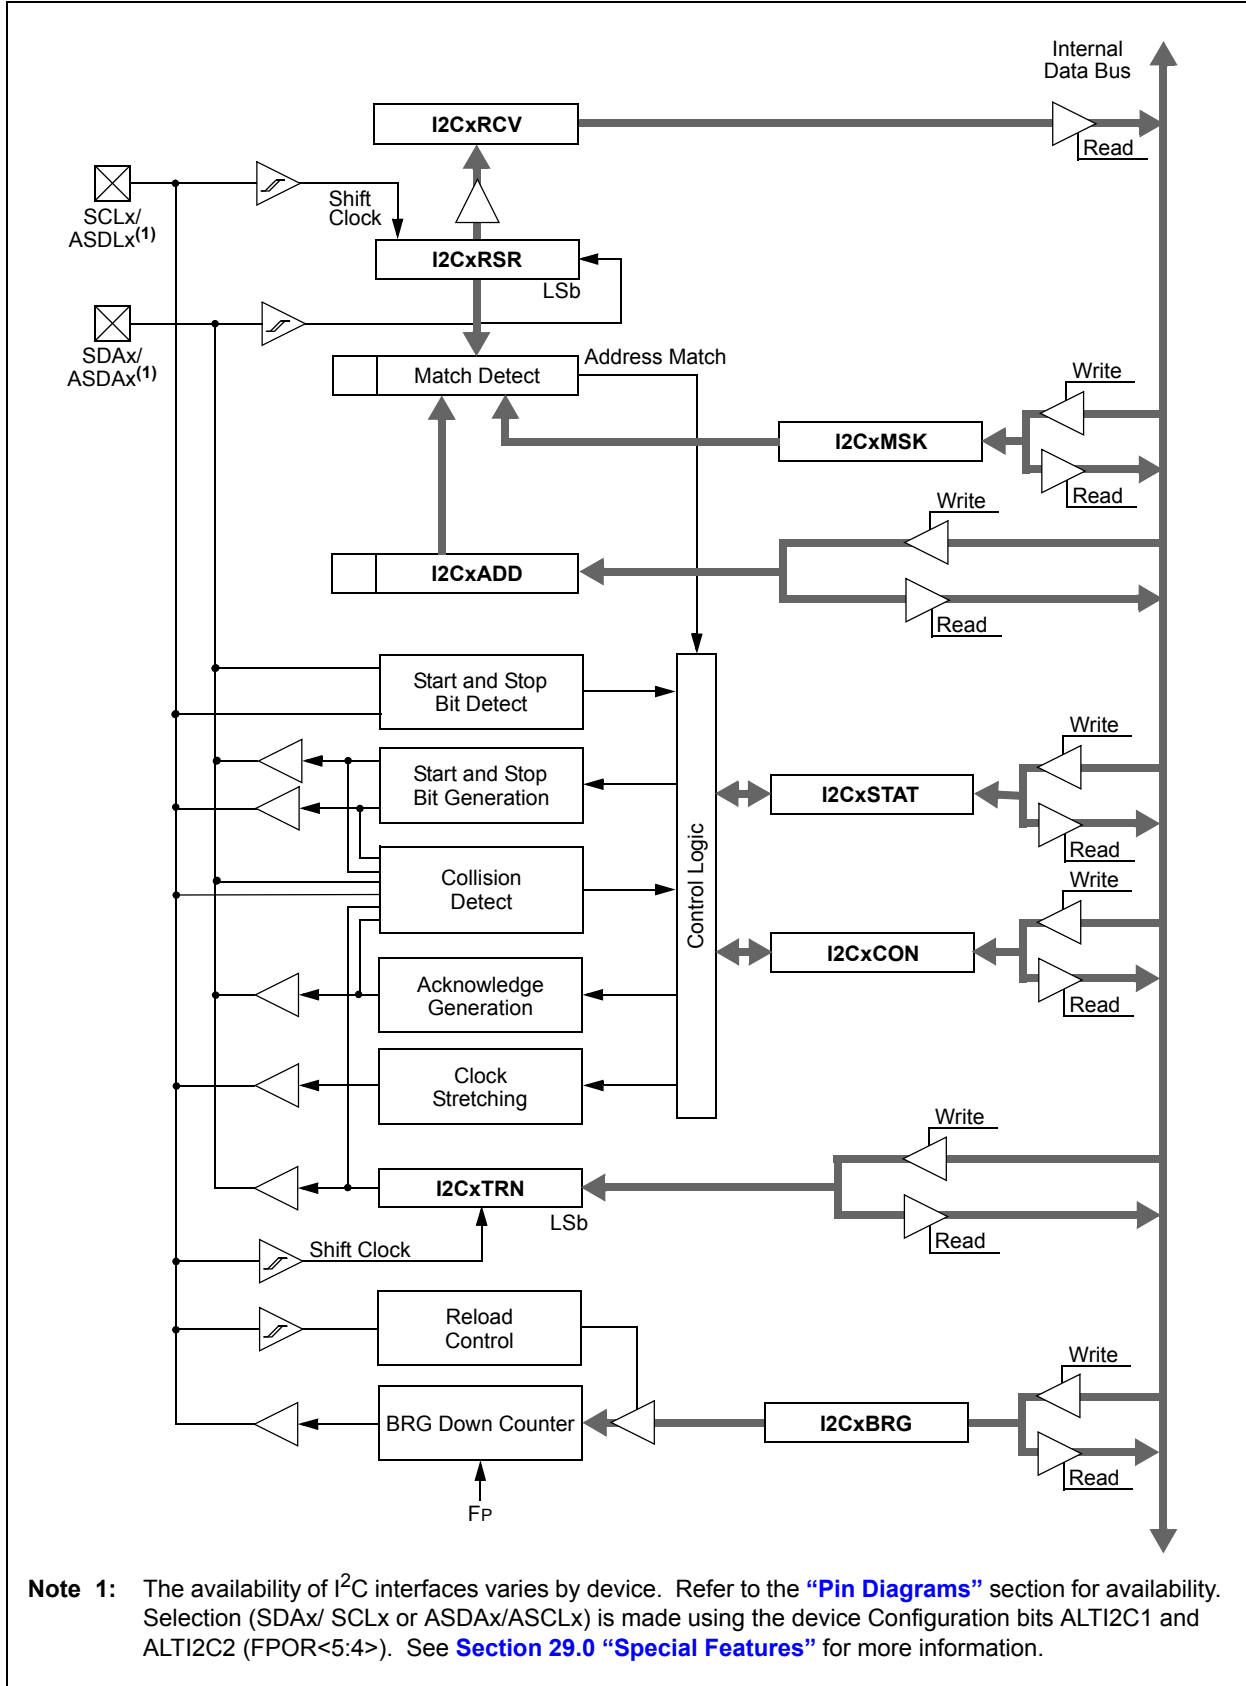 Internal
Data Bus
I2CxRCV
Read
SCLx/
ASDLx(1)
Shift
Clock
I2CxRSR
LSb
SDAx/
ASDAx(1)
Address Match
Match Detect
Write
I2CxMSK
Read
Write
I2CxADD
Read
Start and Stop
Bit Detect
Write
Start and Stop
Bit Generation
I2CxSTAT
Read
Control Logic
Collision
Detect
Write
I2CxCON
Read
Acknowledge
Generation
Clock
Stretching
Write
I2CxTRN
LSb
Read
Shift Clock
Reload
Control
Write
BRG Down Counter
I2CxBRG
Read
FP
Note 1: The availability of I2C interfaces varies by device. Refer to the “Pin Diagrams” section for availability.
Selection (SDAx/ SCLx or ASDAx/ASCLx) is made using the device Configuration bits ALTI2C1 and
ALTI2C2 (FPOR<5:4>). See Section 29.0 “Special Features” for more information.